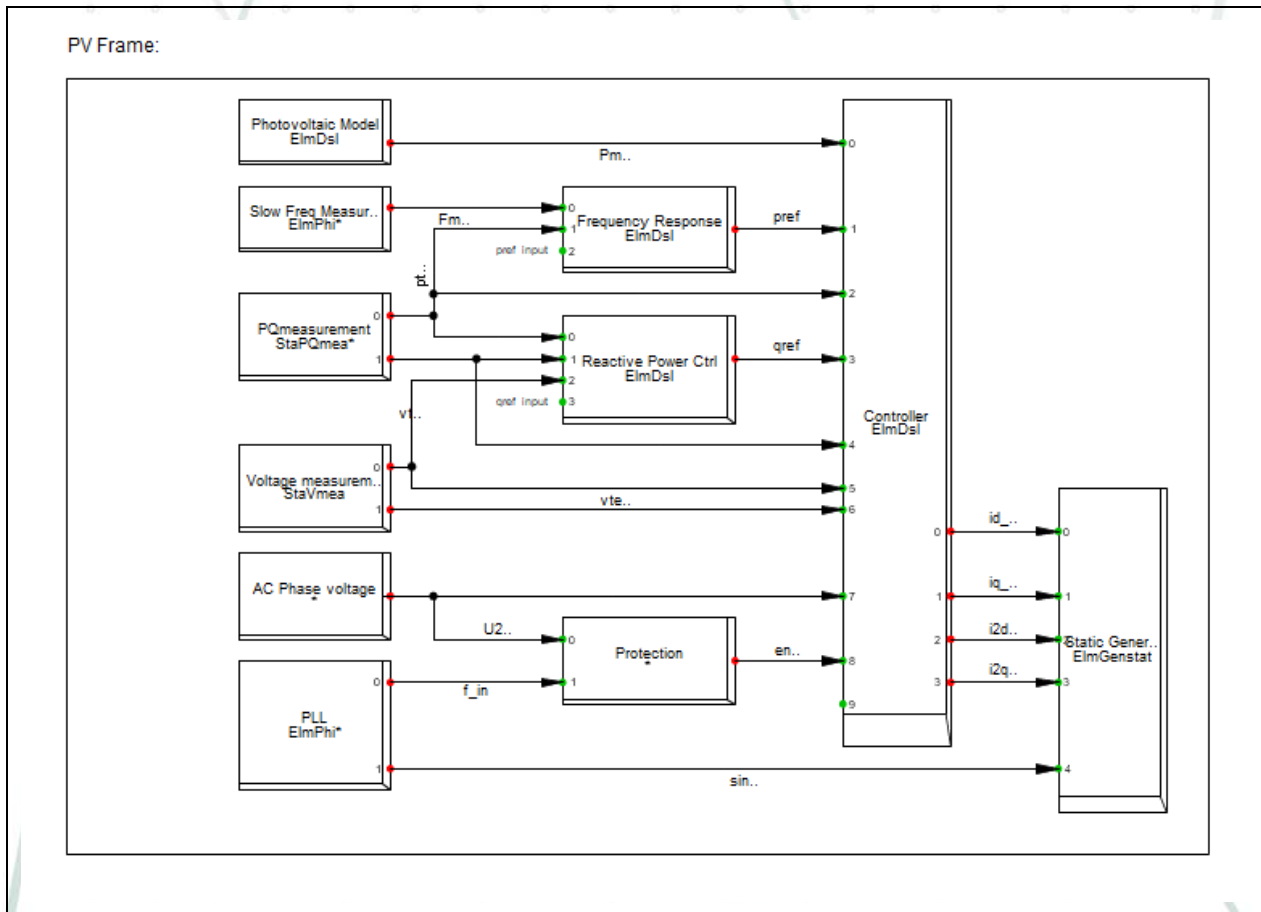 PV Frame:
Photovoltaic Model
ElmDsl
0
Pm..
Slow Freq Measur..
ElmPhi*
Fm..
0
1
pref input
2
Frequency Response
ElmDsl
pref
1
pt..
2
PQmeasurement
StaPQmea*
0
1
0
1
2
qref input
3
Reactive Power Ctrl
ElmDsl
qref
3
Controller
ElmDsl
vt..
4
Voltage measurem..
StaVmea
0
1
5
vte..
6
0
id_..
0
AC Phase voltage
*
7
1
iq_..
1
U2..
0
Protection
*
en..
8
2
i2d..
Static Gener..
ElmGenstat
PLL
ElmPhi*
0
f_in
1
3
i2q..
3
9
1
sin..
4